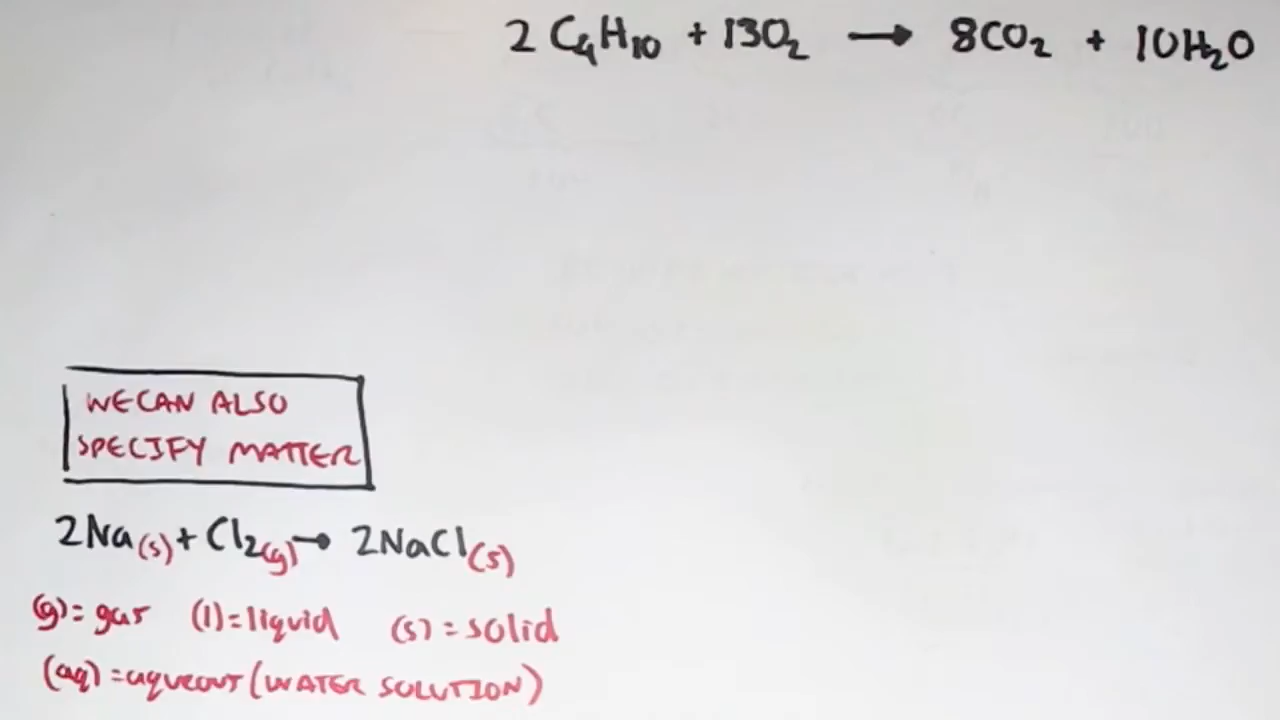 2 C₄H₁₀ + 13O₂ → 8CO₂ + 10H₂O
WE CAN ALSO
SPECIFY MATTER
2Na(s) + Cl₂(g) → 2NaCl(s)
(g) = gas (l) = liquid (s) = solid
(aq) = aqueous (WATER SOLUTION)